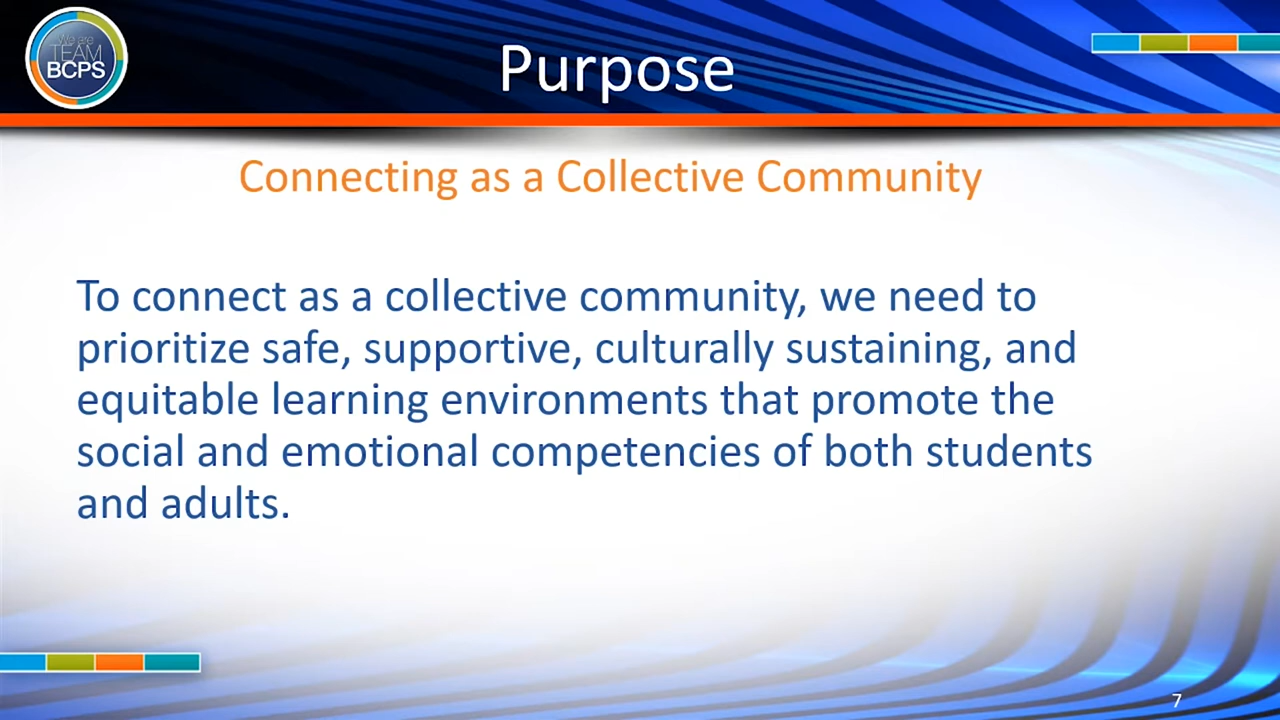 We are
TEAM
BCPS
Purpose
Connecting as a Collective Community
To connect as a collective community, we need to
prioritize safe, supportive, culturally sustaining, and
equitable learning environments that promote the
social and emotional competencies of both students
and adults.
7